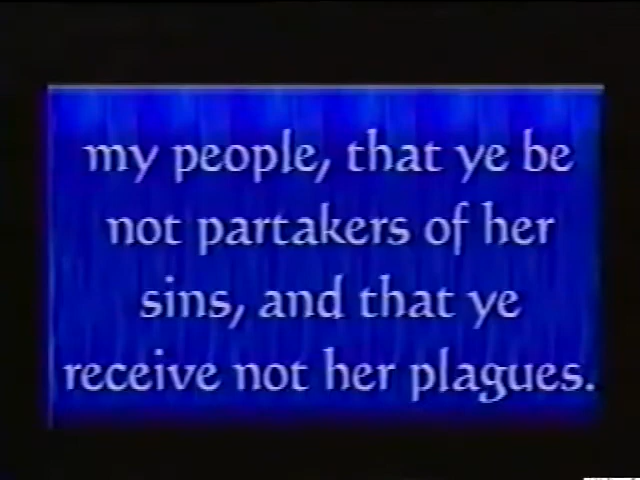 my people, that ye be
not partakers of her
sins, and that ye
receive not her plagues.